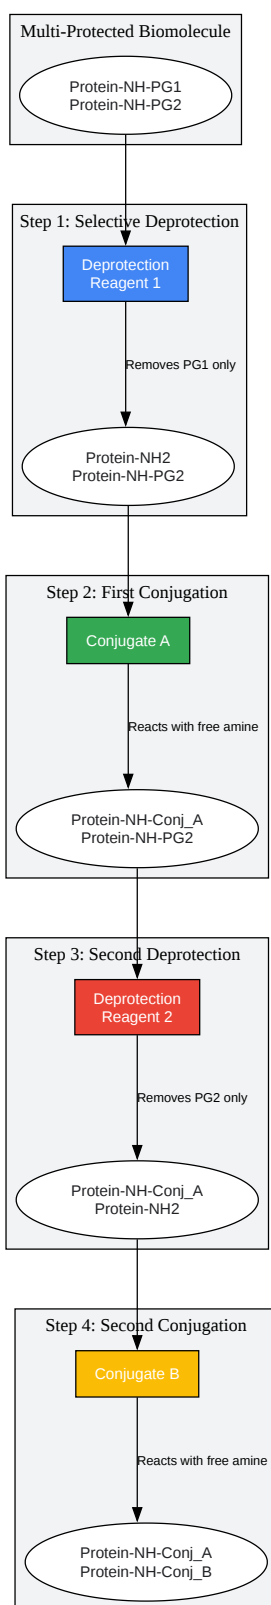 Multi-Protected Biomolecule
Protein-NH-PG1
Protein-NH-PG2
Step 1: Selective Deprotection
Deprotection
Reagent 1
Removes PG1 only
Protein-NH2
Protein-NH-PG2
Step 2: First Conjugation
Conjugate A
Reacts with free amine
Protein-NH-Conj_A
Protein-NH-PG2
Step 3: Second Deprotection
Deprotection
Reagent 2
Removes PG2 only
Protein-NH-Conj_A
Protein-NH2
Step 4: Second Conjugation
Conjugate B
Reacts with free amine
Protein-NH-Conj_A
Protein-NH-Conj_B